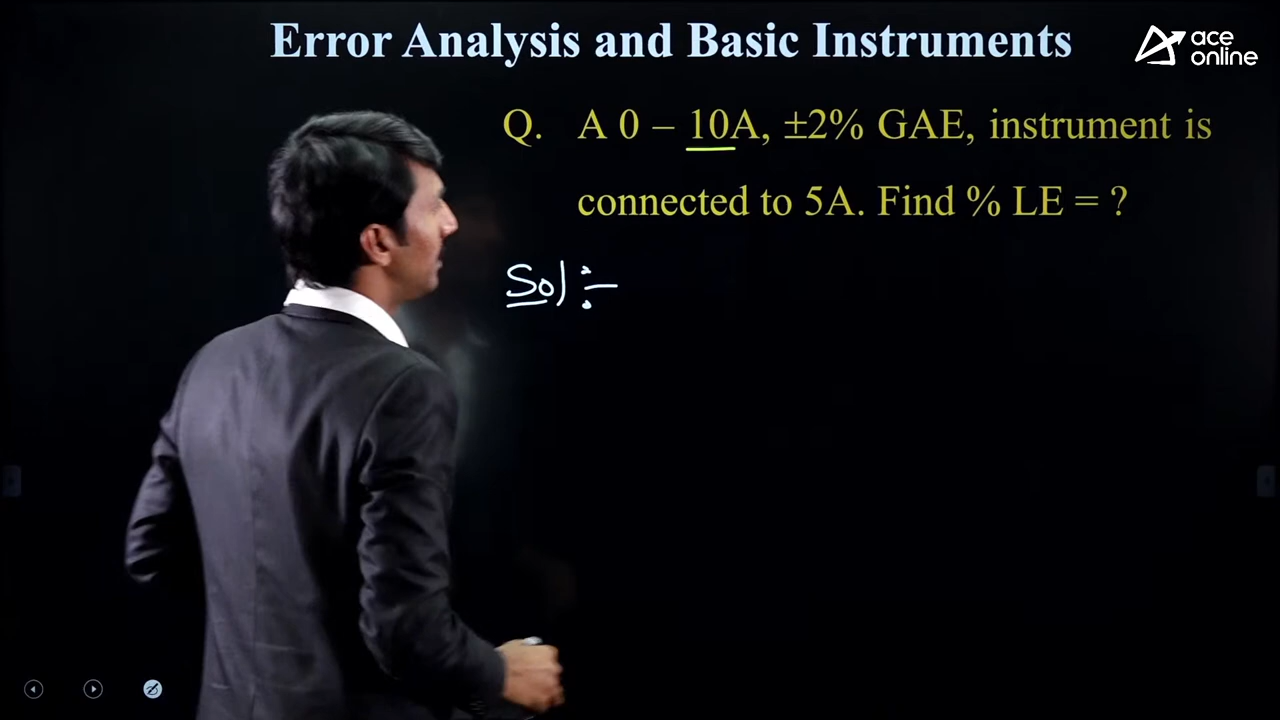 Error Analysis and Basic Instruments
ace
online
Q. A 0 – 10A, ±2% GAE, instrument is
connected to 5A. Find % LE = ?
Sol :-